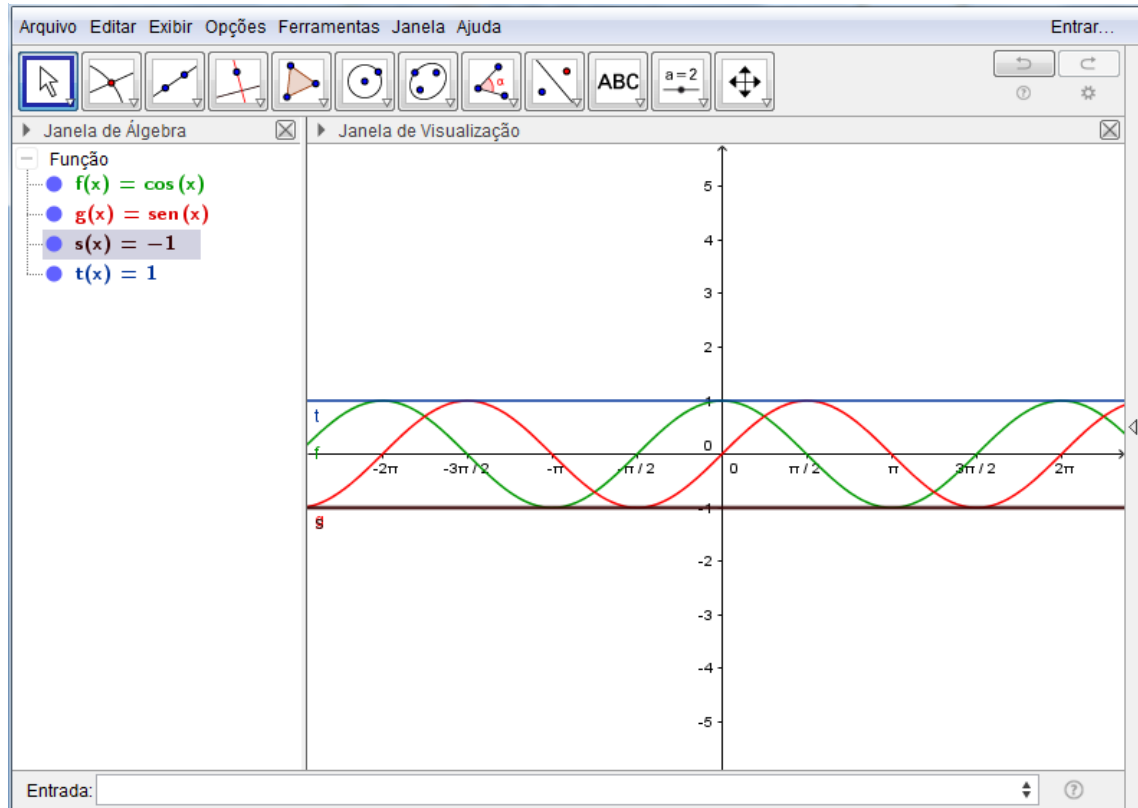 Arquivo Editar Exibir Opções Ferramentas Janela Ajuda Entrar...
ABC a=2
Janela de Álgebra
Função
f(x) = cos (x)
g(x) = sen (x)
s(x) = −1
t(x) = 1
Janela de Visualização
5
4
3
2
1
t
f
0
-2π -3π / 2 -π -π / 2 0 π / 2 π 3π / 2 2π
-1
g
s
-2
-3
-4
-5
Entrada: